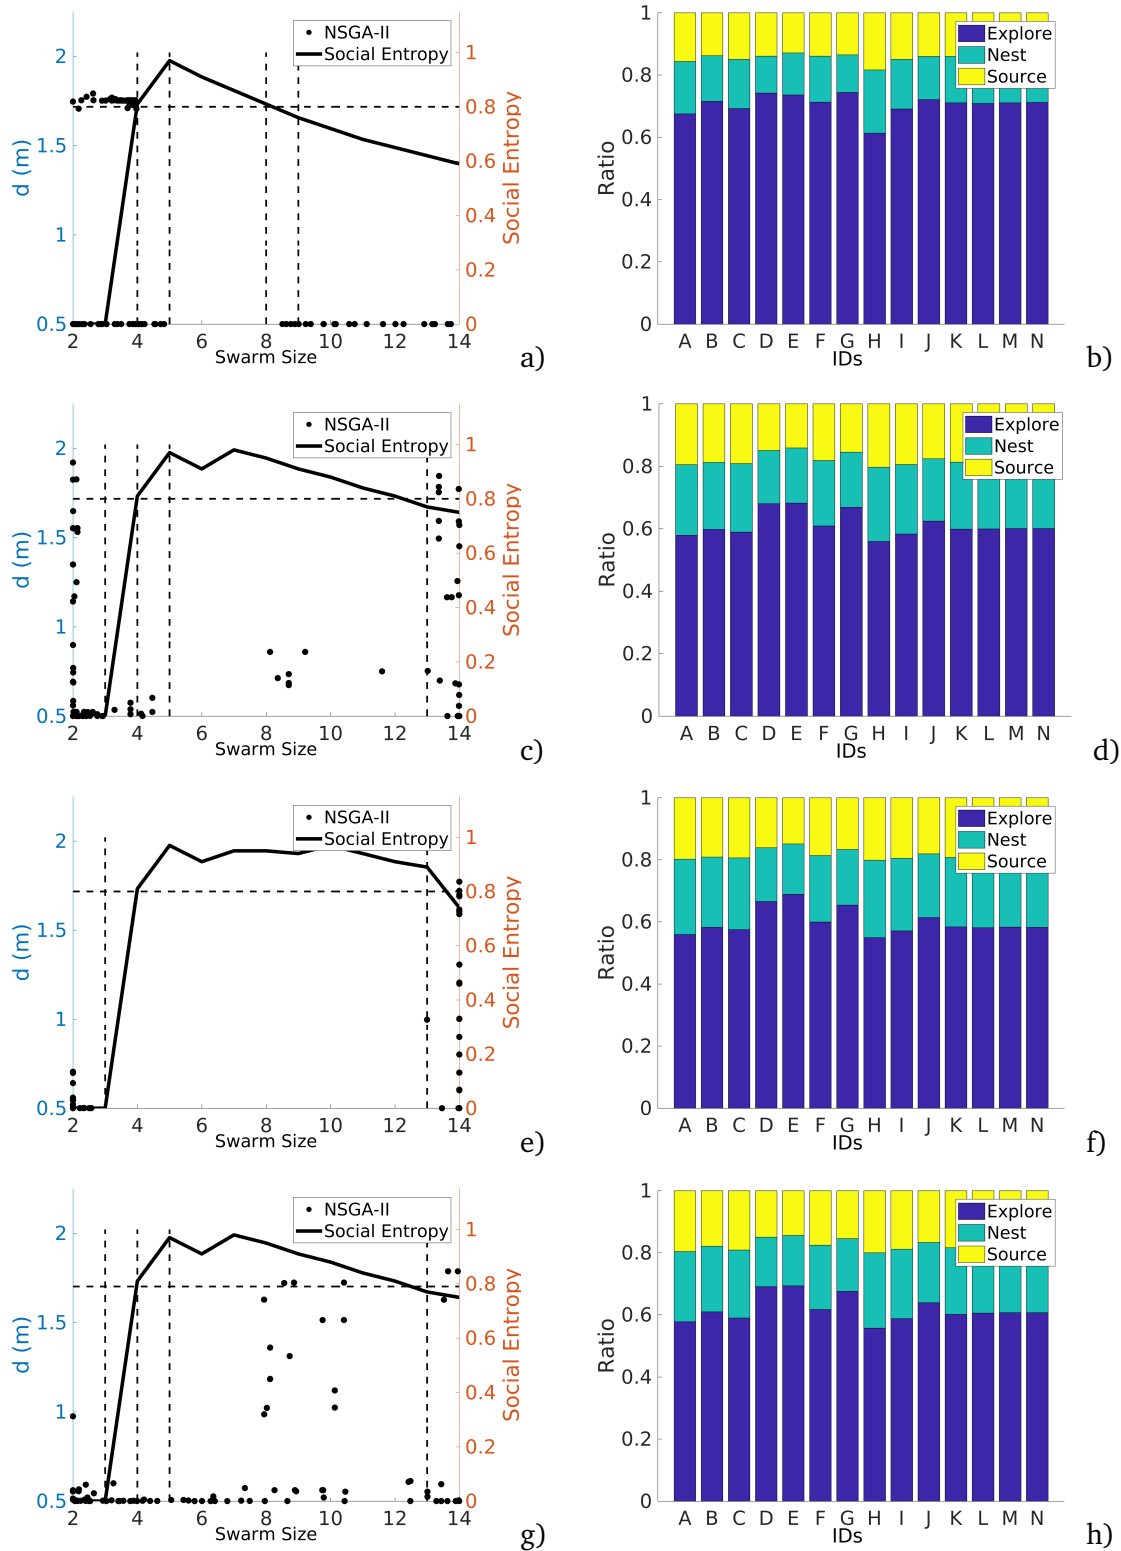 NSGA-II
Social Entropy
2
1.5
1
0.5
d (m)
1
0.8
0.6
0.4
0.2
0
Social Entropy
2 4 6 8 10 12 14
Swarm Size
a)
1
0.8
0.6
0.4
0.2
0
Ratio
Explore
Nest
Source
A B C D E F G H I J K L M N
IDs
b)
NSGA-II
Social Entropy
2
1.5
1
0.5
d (m)
1
0.8
0.6
0.4
0.2
0
Social Entropy
2 4 6 8 10 12 14
Swarm Size
c)
1
0.8
0.6
0.4
0.2
0
Ratio
Explore
Nest
Source
A B C D E F G H I J K L M N
IDs
d)
NSGA-II
Social Entropy
2
1.5
1
0.5
d (m)
1
0.8
0.6
0.4
0.2
0
Social Entropy
2 4 6 8 10 12 14
Swarm Size
e)
1
0.8
0.6
0.4
0.2
0
Ratio
Explore
Nest
Source
A B C D E F G H I J K L M N
IDs
f)
NSGA-II
Social Entropy
2
1.5
1
0.5
d (m)
1
0.8
0.6
0.4
0.2
0
Social Entropy
2 4 6 8 10 12 14
Swarm Size
g)
1
0.8
0.6
0.4
0.2
0
Ratio
Explore
Nest
Source
A B C D E F G H I J K L M N
IDs
h)